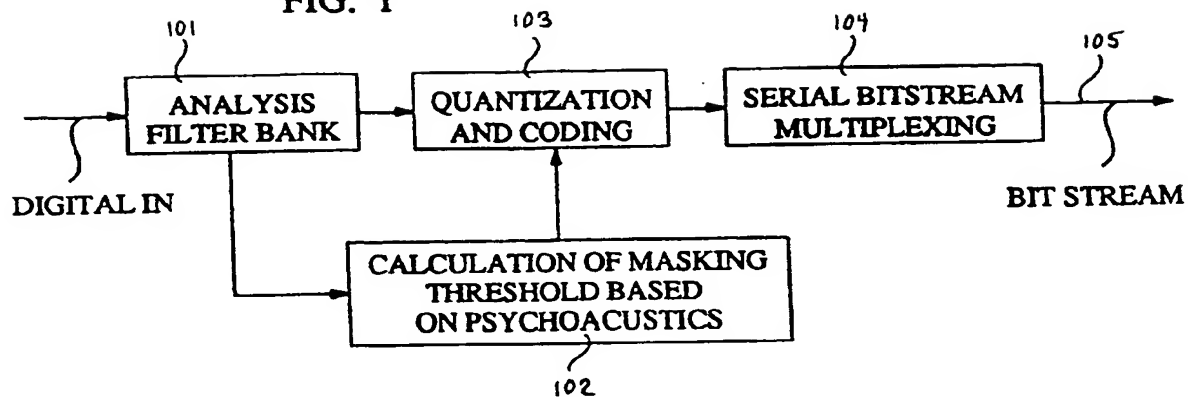 FIG. 1
101
103
104
105
ANALYSIS
FILTER BANK
QUANTIZATION
AND CODING
SERIAL BITSTREAM
MULTIPLEXING
DIGITAL IN
BIT STREAM
CALCULATION OF MASKING
THRESHOLD BASED
ON PSYCHOACUSTICS
102